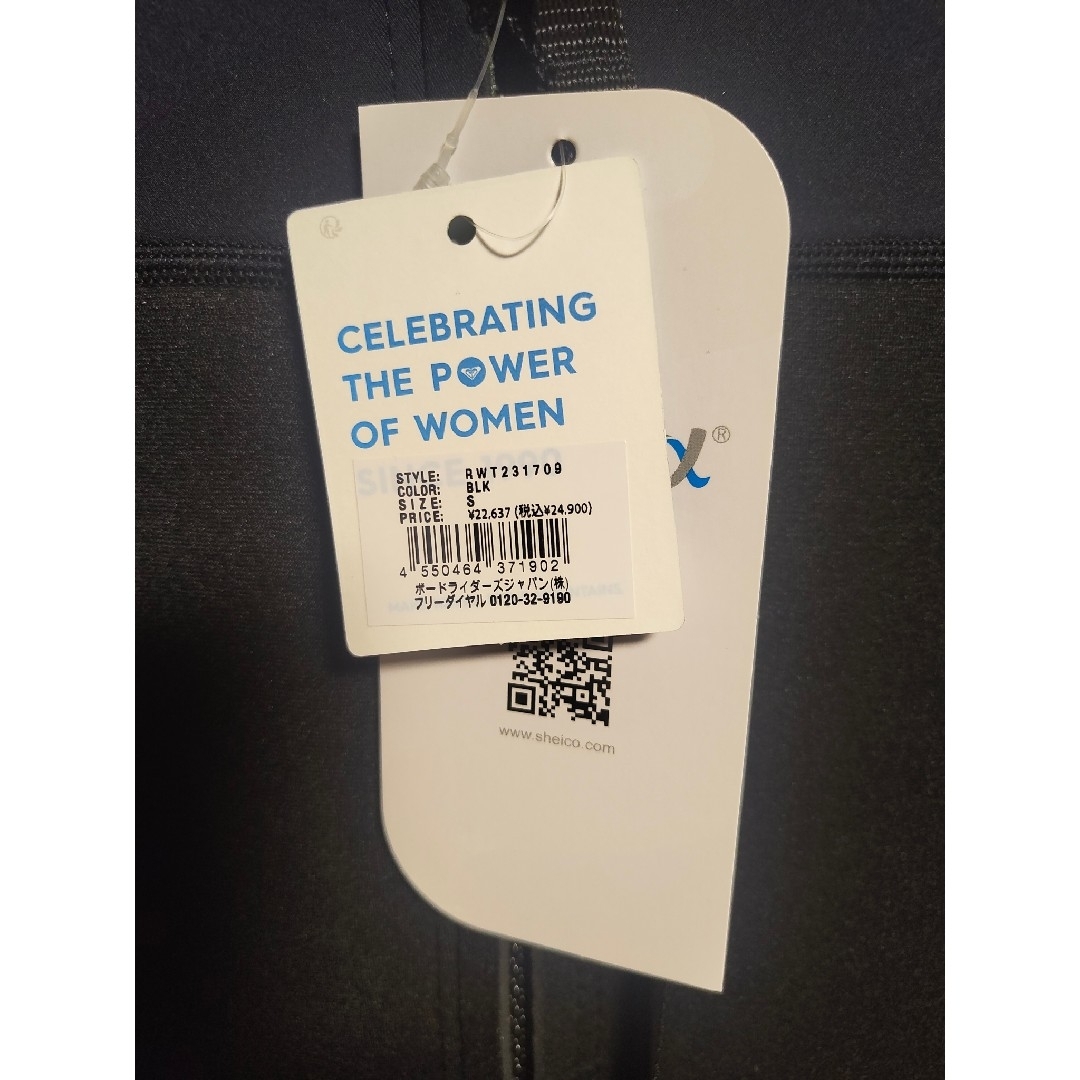 CELEBRATING
THE POWER
OF WOMEN
SINCE 1990
STYLE: RWT231709
COLOR: BLK
SIZE: S
PRICE: ¥22,637 (税込¥24,900)
4 550464 371902
ボードライダーズジャパン(株)
フリーダイヤル 0120-32-9190
®
www.sheico.com